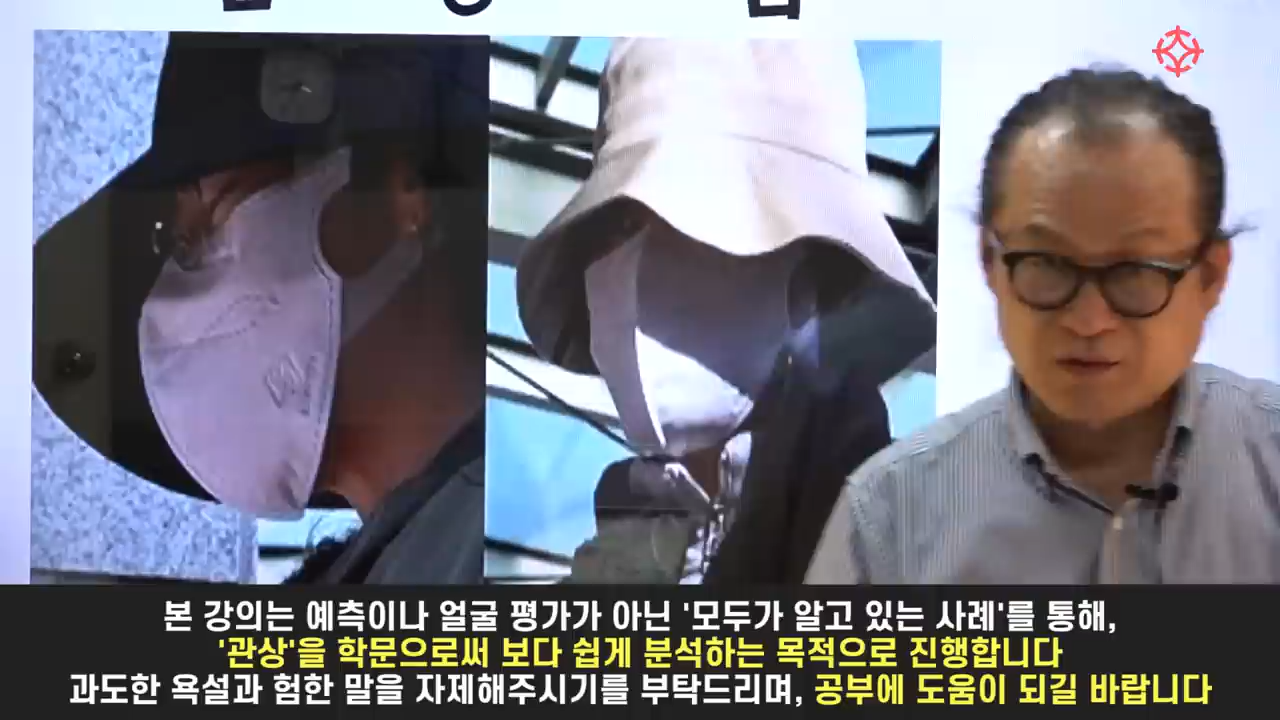 본 강의는 예측이나 얼굴 평가가 아닌 '모두가 알고 있는 사례'를 통해,
'관상'을 학문으로써 보다 쉽게 분석하는 목적으로 진행합니다
과도한 욕설과 험한 말을 자제해주시기를 부탁드리며, 공부에 도움이 되길 바랍니다